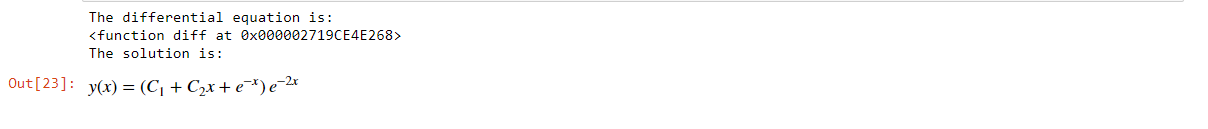 The differential equation is:
<function diff at 0x000002719CE4E268>
The solution is:
Out[23]: y(x) = (C₁ + C₂x + e⁻ˣ) e⁻²ˣ